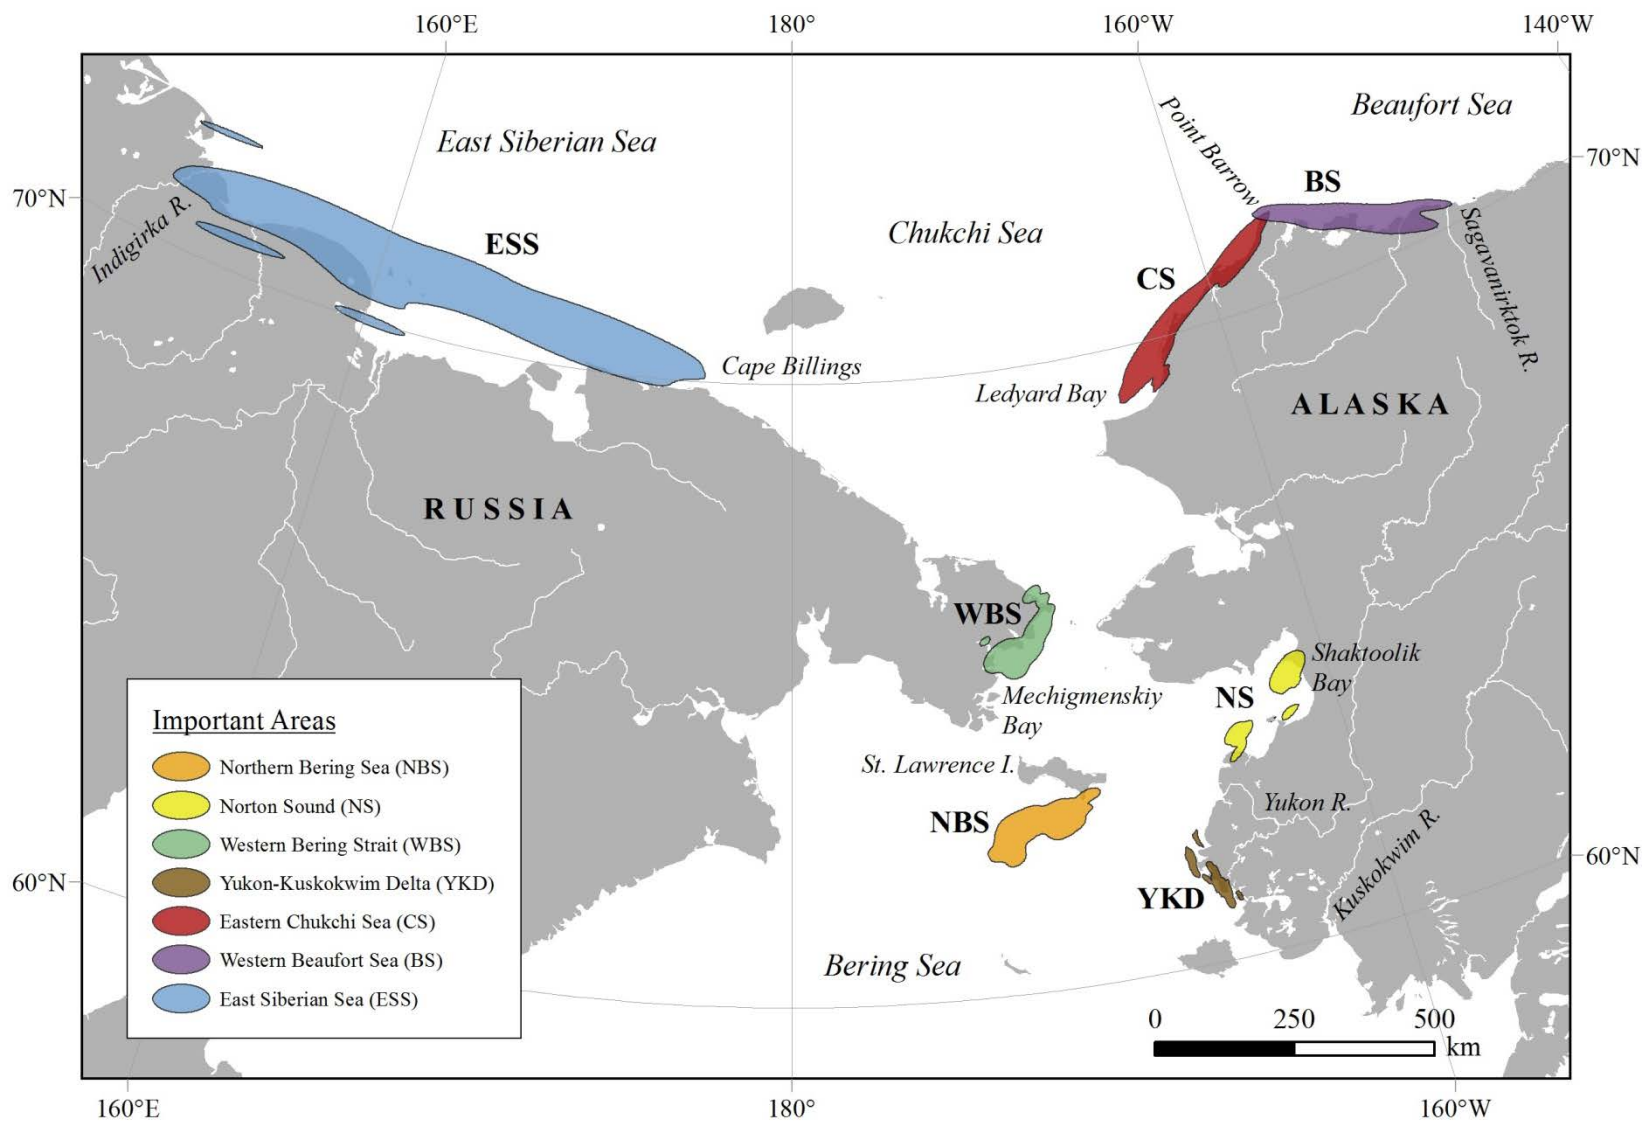 160°E
180°
160°W
140°W
Beaufort Sea
East Siberian Sea
Point Barrow
70°N
BS
70°N
Indigirka R.
ESS
Chukchi Sea
Sagavanirktok R.
CS
Cape Billings
Ledyard Bay
ALASKA
RUSSIA
WBS
Shaktoolik
Bay
Mechigmenskiy
Bay
NS
St. Lawrence I.
Yukon R.
NBS
Kuskokwim R.
60°N
60°N
YKD
Bering Sea
Important Areas
Northern Bering Sea (NBS)
Norton Sound (NS)
Western Bering Strait (WBS)
Yukon-Kuskokwim Delta (YKD)
Eastern Chukchi Sea (CS)
Western Beaufort Sea (BS)
East Siberian Sea (ESS)
0 250 500
km
160°E
180°
160°W